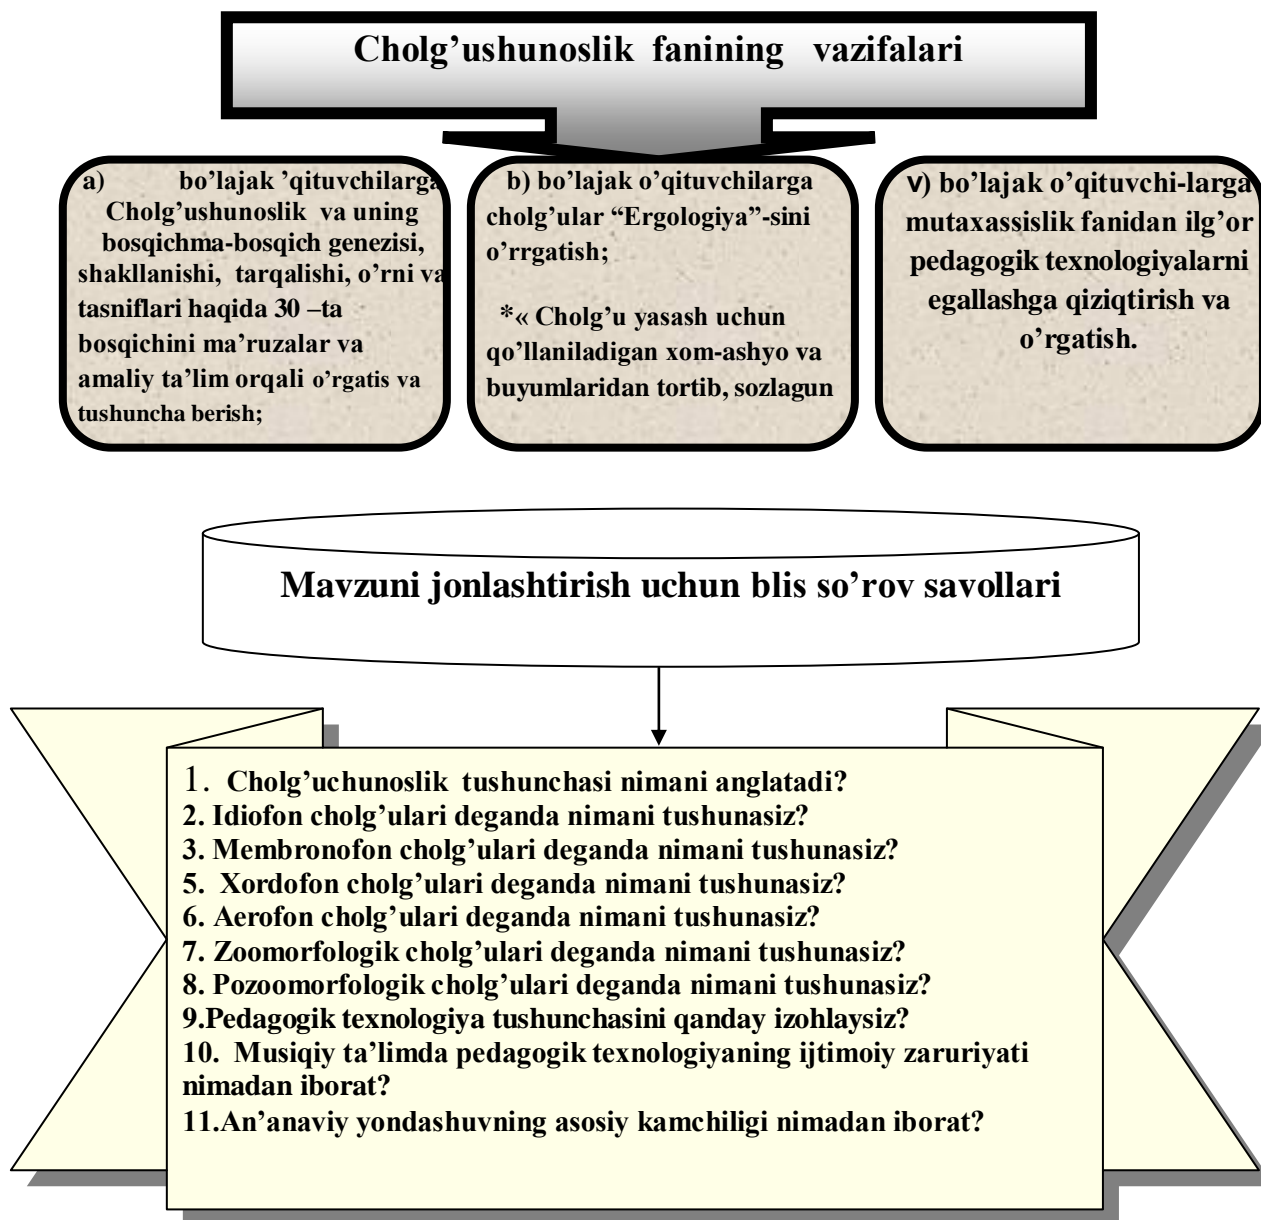 Cholg’ushunoslik fanining vazifalari
a) bo’lajak ’qituvchilarga
Cholg’ushunoslik va uning
bosqichma-bosqich genezisi,
shakllanishi, tarqalishi, o’rni va
tasniflari haqida 30 –ta
bosqichini ma’ruzalar va
amaliy ta’lim orqali o’rgatis va
tushuncha berish;
b) bo’lajak o’qituvchilarga
cholg’ular “Ergologiya”-sini
o’rrgatish;
*« Cholg’u yasash uchun
qo’llaniladigan xom-ashyo va
buyumlaridan tortib, sozlagun
v) bo’lajak o’qituvchi-larga
mutaxassislik fanidan ilg’or
pedagogik texnologiyalarni
egallashga qiziqtirish va
o’rgatish.
Mavzuni jonlashtirish uchun blis so’rov savollari
1. Cholg’uchunoslik tushunchasi nimani anglatadi?
2. Idiofon cholg’ulari deganda nimani tushunasiz?
3. Membronofon cholg’ulari deganda nimani tushunasiz?
5. Xordofon cholg’ulari deganda nimani tushunasiz?
6. Aerofon cholg’ulari deganda nimani tushunasiz?
7. Zoomorfologik cholg’ulari deganda nimani tushunasiz?
8. Pozoomorfologik cholg’ulari deganda nimani tushunasiz?
9.Pedagogik texnologiya tushunchasini qanday izohlaysiz?
10. Musiqiy ta’limda pedagogik texnologiyaning ijtimoiy zaruriyati
nimadan iborat?
11.An’anaviy yondashuvning asosiy kamchiligi nimadan iborat?